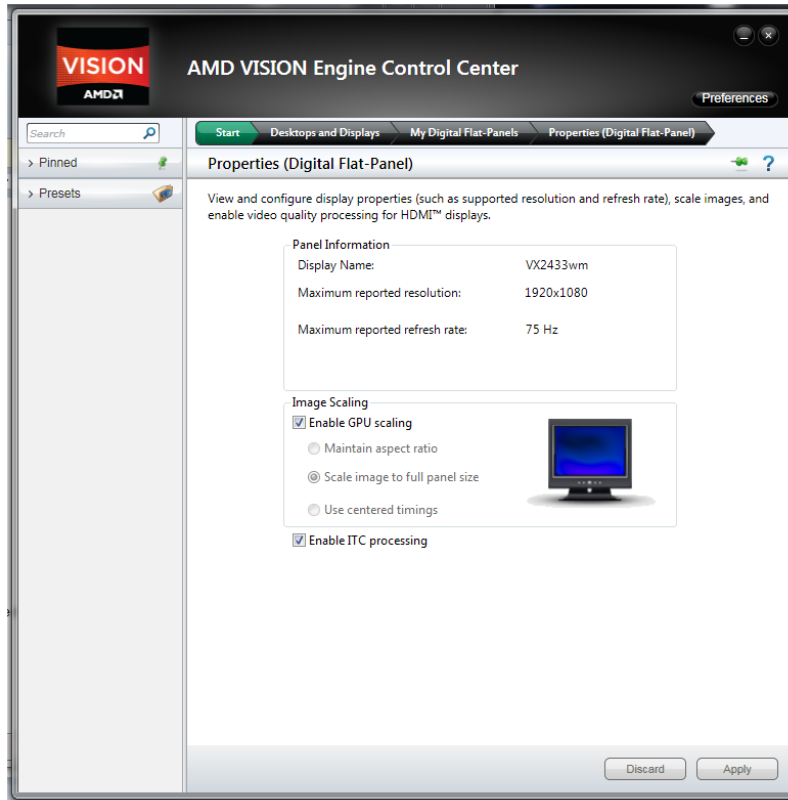 VISION
AMD
AMD VISION Engine Control Center
Preferences
Search
Start Desktops and Displays My Digital Flat-Panels Properties (Digital Flat-Panel)
> Pinned
> Presets
Properties (Digital Flat-Panel) ?
View and configure display properties (such as supported resolution and refresh rate), scale images, and
enable video quality processing for HDMI™ displays.
Panel Information
Display Name: VX2433wm
Maximum reported resolution: 1920x1080
Maximum reported refresh rate: 75 Hz
Image Scaling
Enable GPU scaling
Maintain aspect ratio
Scale image to full panel size
Use centered timings
Enable ITC processing
Discard Apply